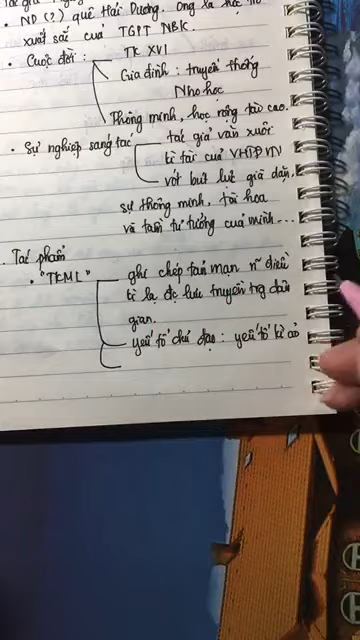 ND (?) quê Hải Dương. Ông là học trò
xuất sắc của TGPT NBK.
• Cuộc đời: TK XVI
Gia đình: truyền thống
Nho học
Thông minh, học rộng tài cao.
• Sự nghiệp sáng tác tác giả văn xuôi
kì tài của VHTĐVN
với bút lực già dặn,
sự thông minh, tài hoa
và tâm tư tưởng của mình...
. Tác phẩm
• "TKML" ghi chép tản mạn n~ điều
kì lạ đc lưu truyền trg dân
gian.
yếu tố chủ đạo: yếu tố kì ảo